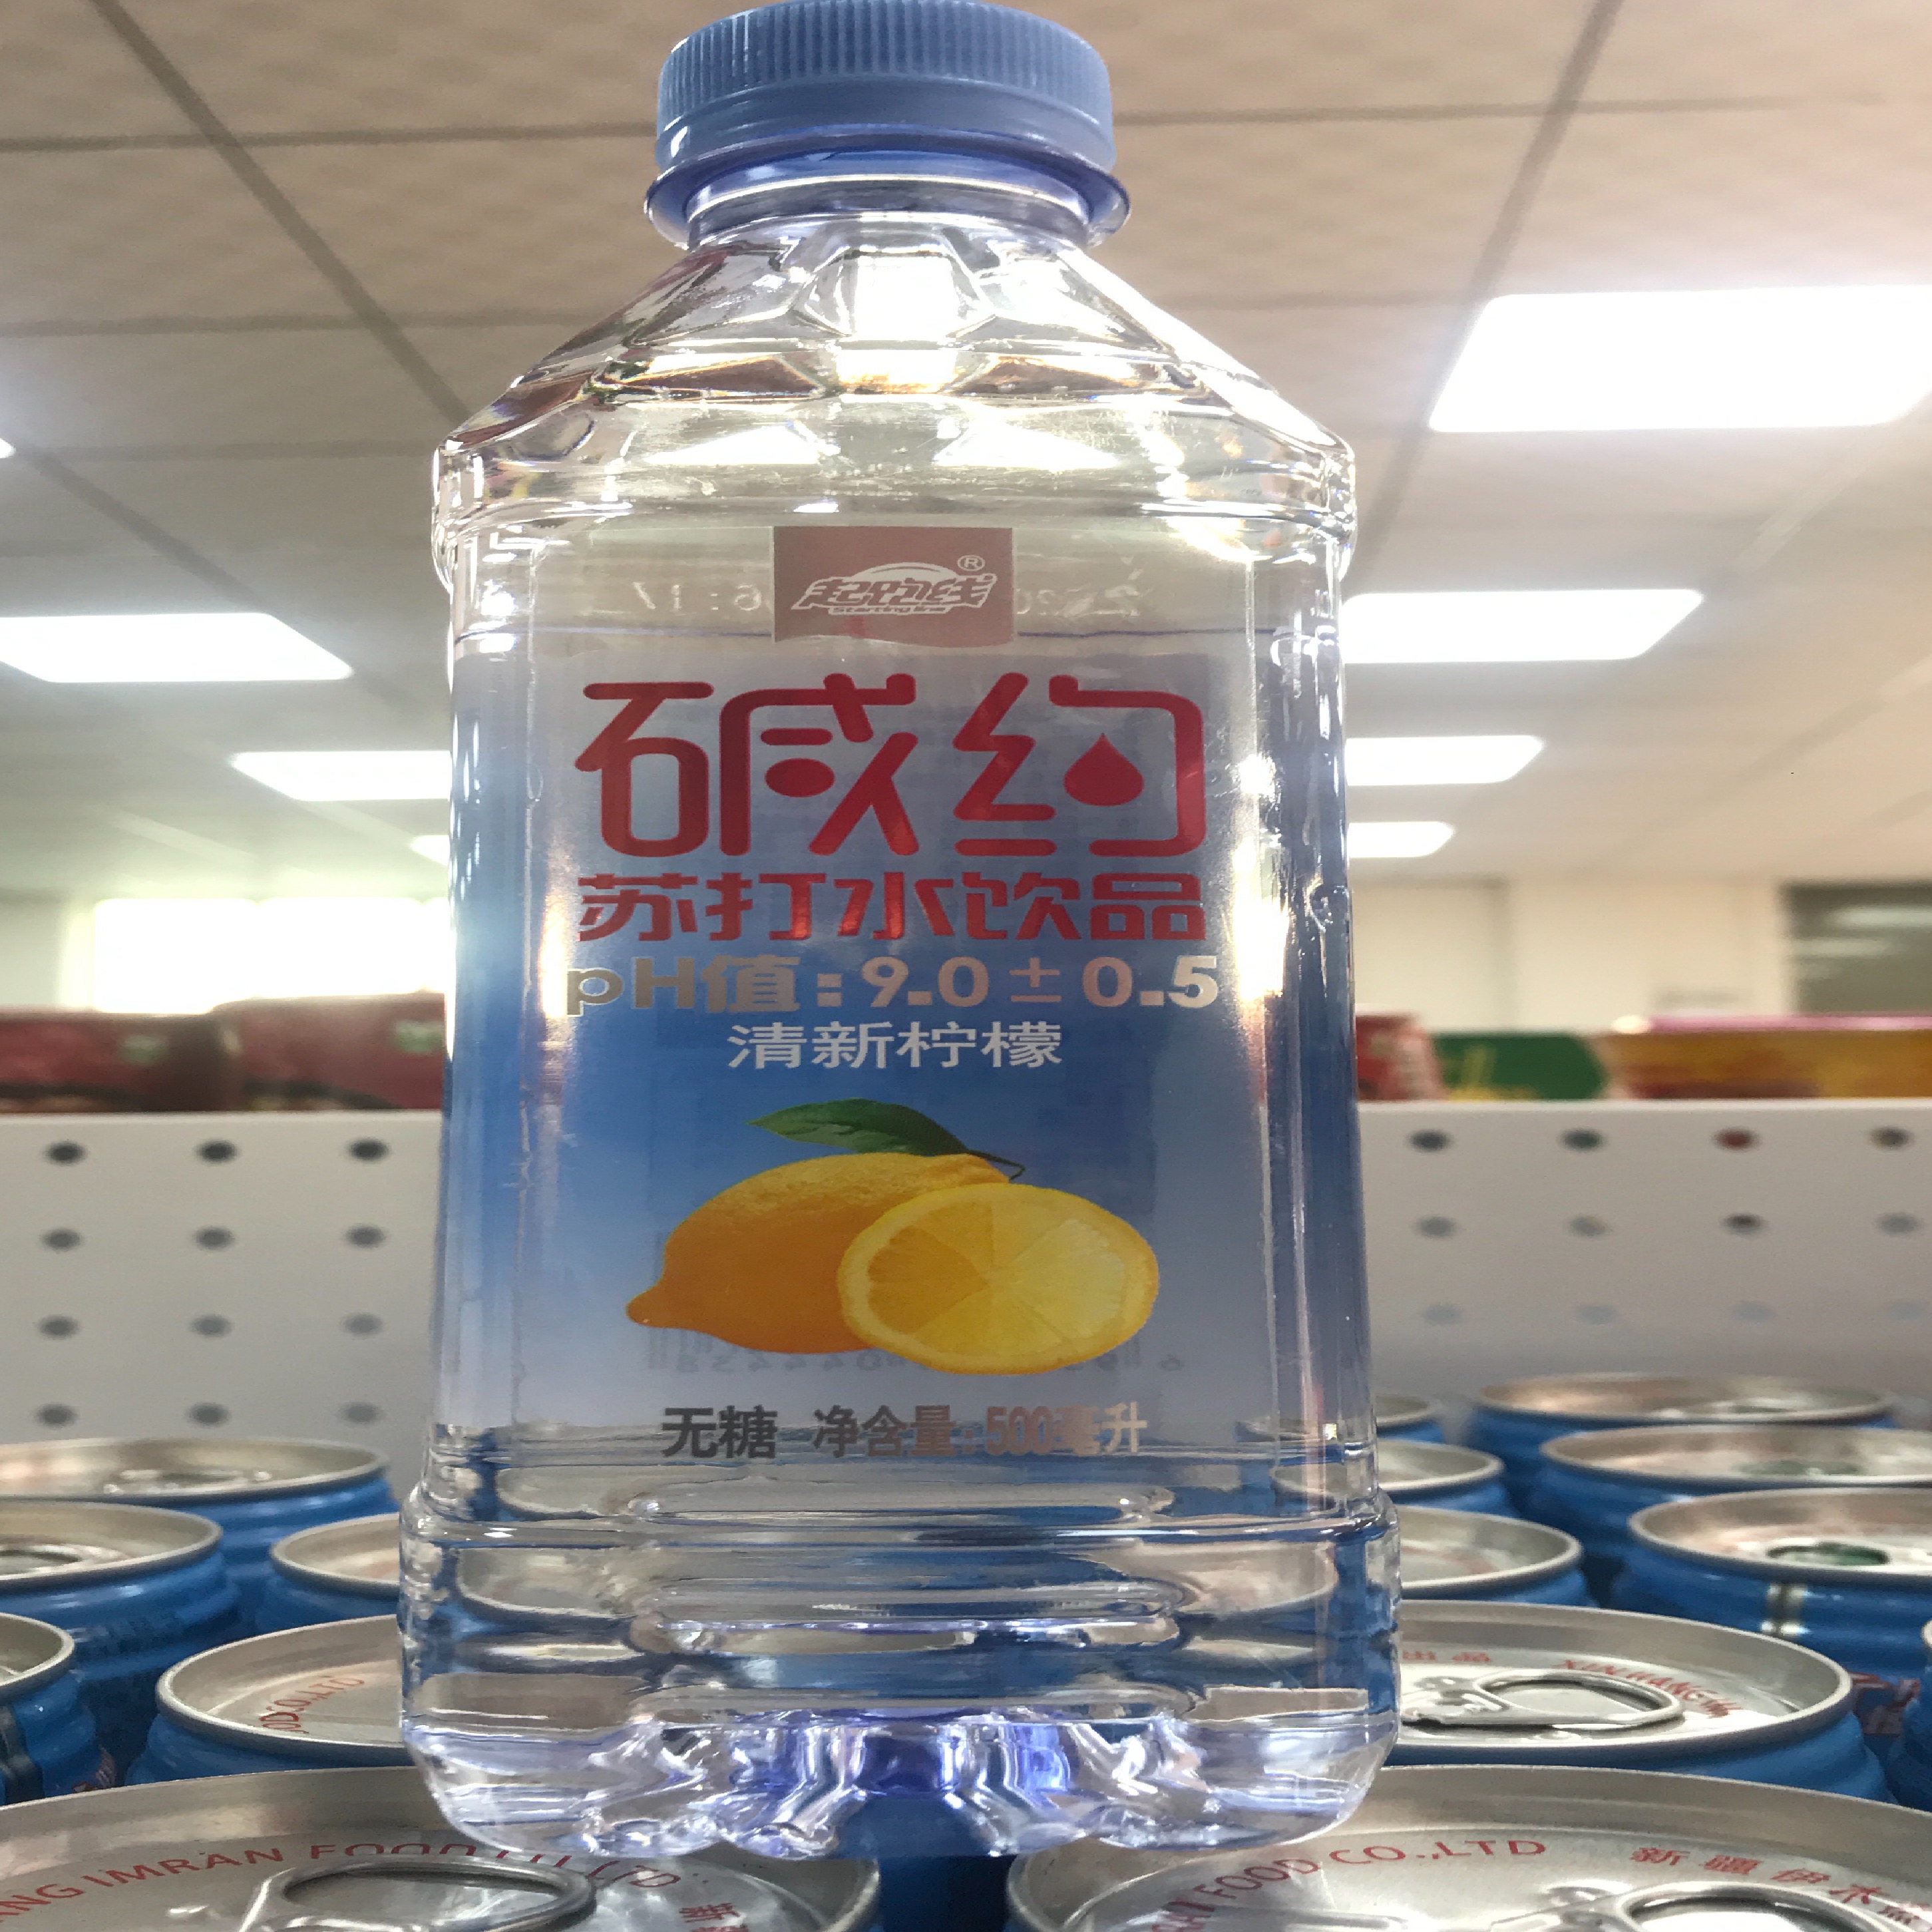 起跑线®
Starting line
碱约
苏打水饮品
pH值:9.0±0.5
清新柠檬
无糖 净含量:500毫升
IMRAN FOOD
FOOD CO.,LTD
新疆伊